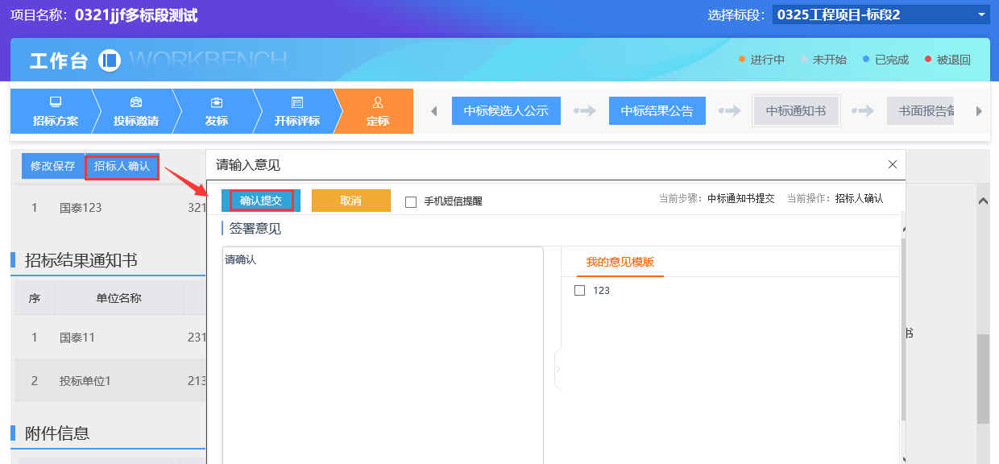 项目名称: 0321jjf多标段测试
选择标段: 0325工程项目-标段2
工作台 WORKBENCH
进行中 未开始 已完成 被退回
招标方案 投标邀请 发标 开标评标 定标
中标候选人公示 中标结果公告 中标通知书 书面报告
修改保存 招标人确认
请输入意见
确认提交 取消 手机短信提醒
当前步骤: 中标通知书提交 当前操作: 招标人确认
1 国泰123 321
签署意见
请确认
我的意见模版
123
招标结果通知书
序 单位名称
1 国泰11 231
书
2 投标单位1 213
附件信息